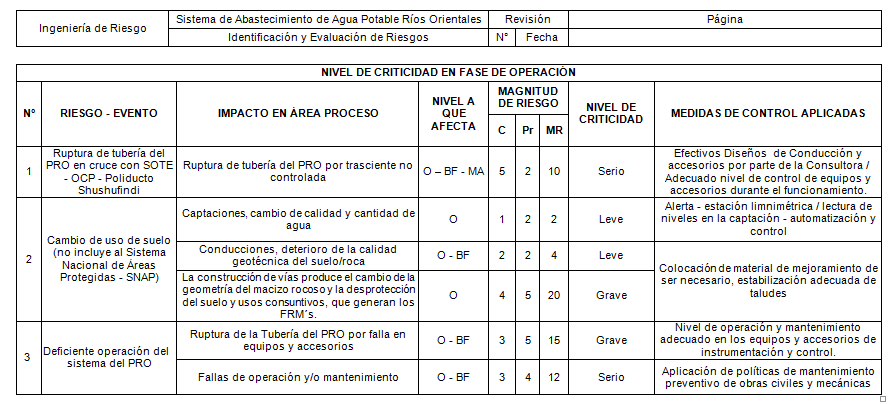 Ingeniería de Riesgo
Sistema de Abastecimiento de Agua Potable Ríos Orientales
Revisión
Página
Identificación y Evaluación de Riesgos
N° Fecha
NIVEL DE CRITICIDAD EN FASE DE OPERACIÓN
N°
RIESGO - EVENTO
IMPACTO EN ÁREA PROCESO
NIVEL A
QUE
AFECTA
MAGNITUD
DE RIESGO
C Pr MR
NIVEL DE
CRITICIDAD
MEDIDAS DE CONTROL APLICADAS
1
Ruptura de tubería del
PRO en cruce con SOTE
- OCP - Poliducto
Shushufindi
Ruptura de tubería del PRO por trasciente no
controlada
O – BF - MA
5 2 10
Serio
Efectivos Diseños de Conducción y
accesorios por parte de la Consultora /
Adecuado nivel de control de equipos y
accesorios durante el funcionamiento.
2
Cambio de uso de suelo
(no incluye al Sistema
Nacional de Áreas
Protegidas - SNAP)
Captaciones, cambio de calidad y cantidad de
agua
O
1 2 2
Leve
Alerta - estación limnimétrica / lectura de
niveles en la captación - automatización y
control
Conducciones, deterioro de la calidad
geotécnica del suelo/roca
O - BF
2 2 4
Leve
Colocación de material de mejoramiento de
ser necesario, estabilización adecuada de
taludes
La construcción de vías produce el cambio de la
geometría del macizo rocoso y la desprotección
del suelo y usos consuntivos, que generan los
FRM´s.
O
4 5 20
Grave
3
Deficiente operación del
sistema del PRO
Ruptura de la Tubería del PRO por falla en
equipos y accesorios
O - BF
3 5 15
Grave
Nivel de operación y mantenimiento
adecuado en los equipos y accesorios de
instrumentación y control.
Fallas de operación y/o mantenimiento
O - BF
3 4 12
Serio
Aplicación de políticas de mantenimiento
preventivo de obras civiles y mecánicas